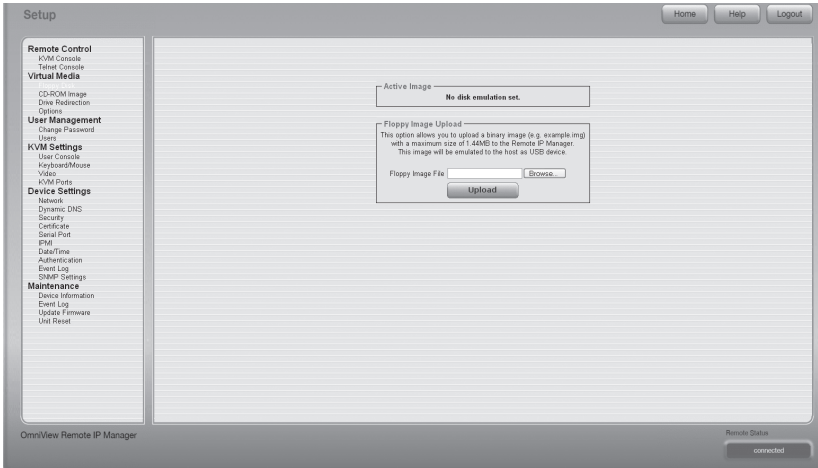 Setup
Home
Help
Logout
Remote Control
KVM Console
Telnet Console
Virtual Media
CD-ROM Image
Drive Redirection
Options
User Management
Change Password
Users
KVM Settings
User Console
Keyboard/Mouse
Video
KVM Ports
Device Settings
Network
Dynamic DNS
Security
Certificate
Serial Port
IPMI
Date/Time
Authentication
Event Log
SNMP Settings
Maintenance
Device Information
Event Log
Update Firmware
Unit Reset
Active Image
No disk emulation set.
Floppy Image Upload
This option allows you to upload a binary image (e.g. example.img)
with a maximum size of 1.44MB to the Remote IP Manager.
This image will be emulated to the host as USB device.
Floppy Image File
Browse...
Upload
OmniView Remote IP Manager
Remote Status
connected